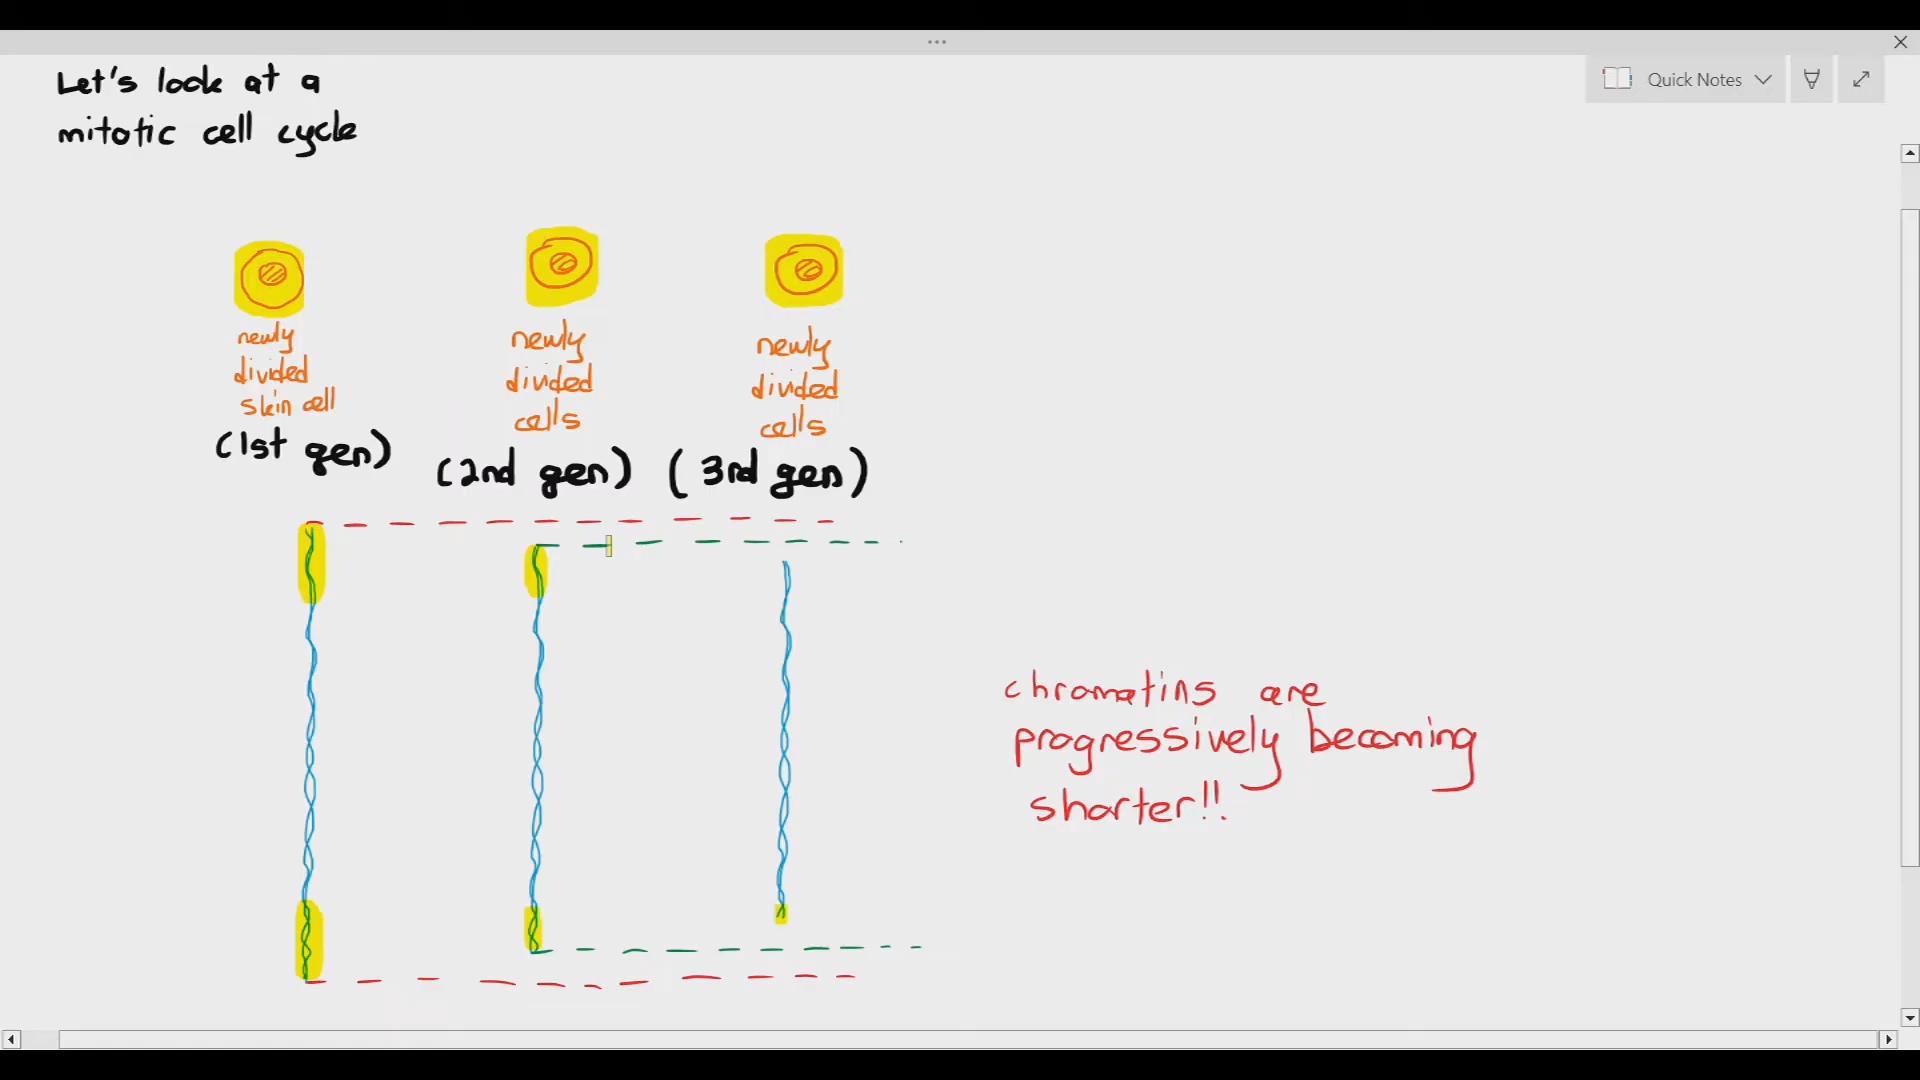 Let's look at a
mitotic cell cycle
Quick Notes
newly
divided
skin cell
(1st gen)
newly
divided
cells
(2nd gen)
newly
divided
cells
(3rd gen)
chromatins are
progressively becoming
shorter!!